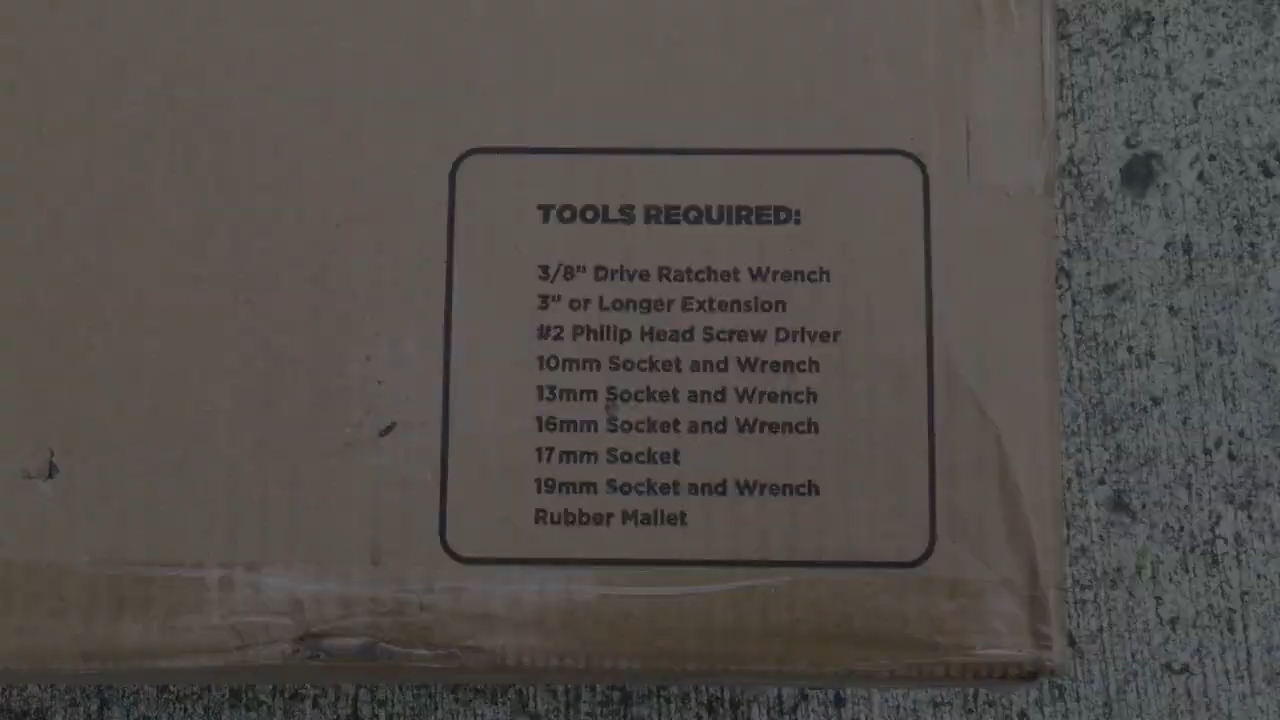 TOOLS REQUIRED:
3/8" Drive Ratchet Wrench
3" or Longer Extension
#2 Philip Head Screw Driver
10mm Socket and Wrench
13mm Socket and Wrench
16mm Socket and Wrench
17mm Socket
19mm Socket and Wrench
Rubber Mallet